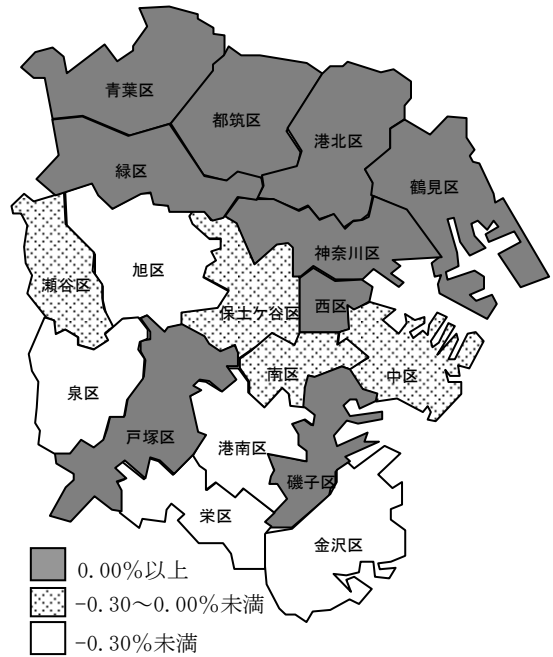 青葉区
都筑区
港北区
緑区
鶴見区
神奈川区
旭区
瀬谷区
西区
保土ケ谷区
南区
中区
泉区
戸塚区
港南区
磯子区
栄区
金沢区
0.00%以上
-0.30～0.00%未満
-0.30%未満